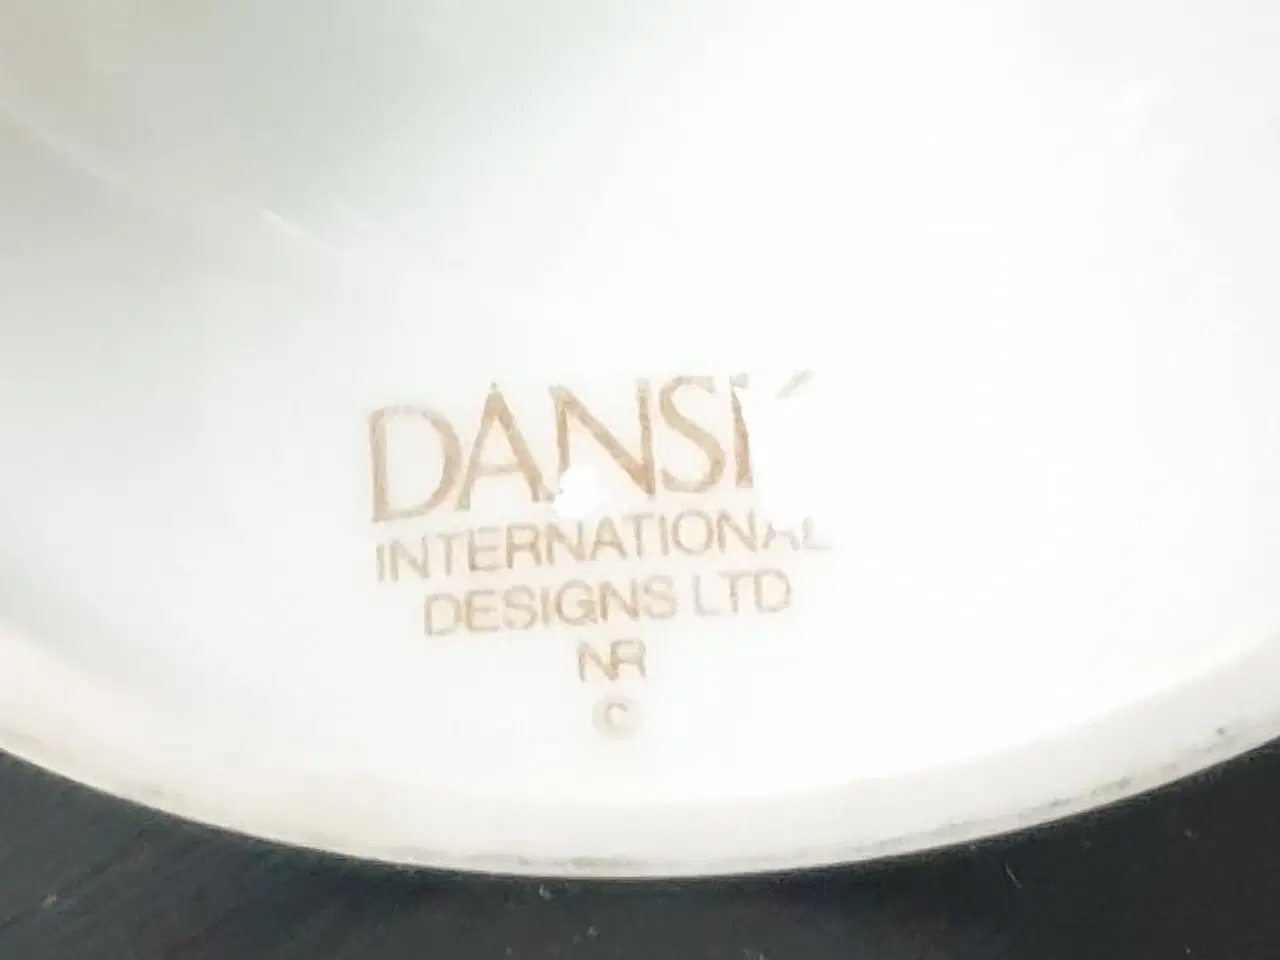 DANSK
INTERNATIONAL
DESIGNS LTD
NR
©